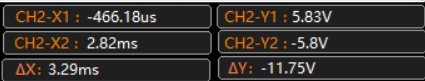 CH2-X1 : -466.18us CH2-Y1 : 5.83V
CH2-X2 : 2.82ms CH2-Y2 : -5.8V
ΔX: 3.29ms ΔY: -11.75V